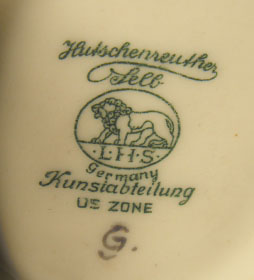 Hutschenreuther
Selb
L·H·S·
Germany
Kunstabteilung
US ZONE
G.